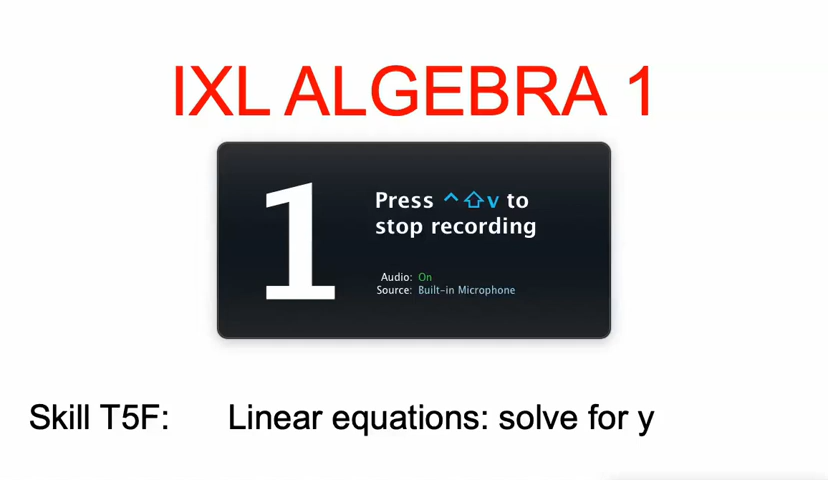 IXL ALGEBRA 1
1
Press ^⇧v to
stop recording
Audio: On
Source: Built-in Microphone
Skill T5F: Linear equations: solve for y